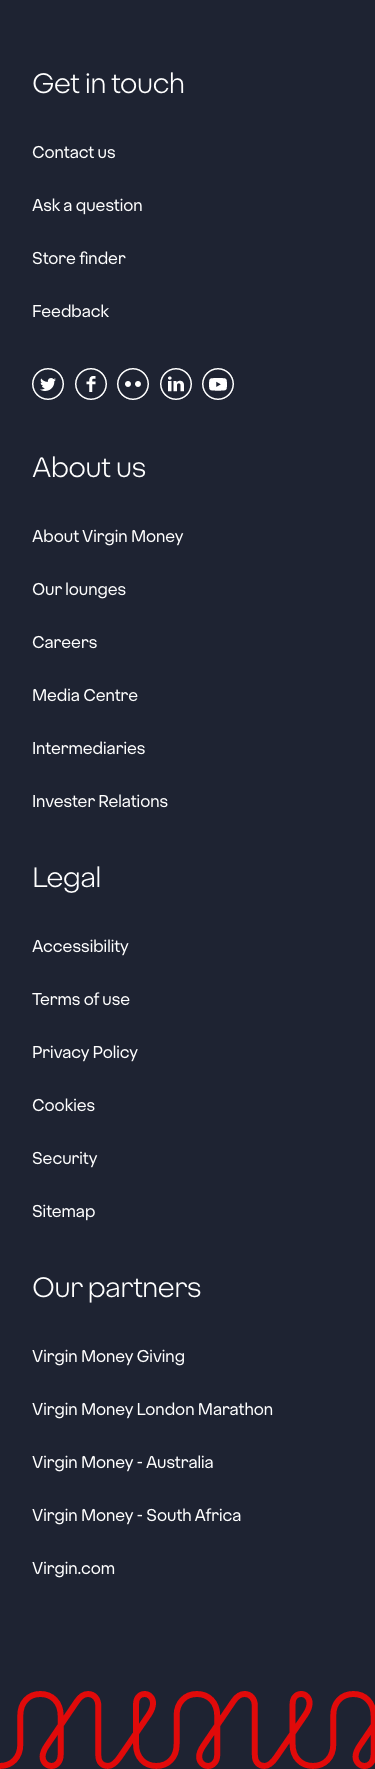 Get in touch
Contact us
Ask a question
Store finder
Feedback
About us
About Virgin Money
Our lounges
Careers
Media Centre
Intermediaries
Invester Relations
Legal
Accessibility
Terms of use
Privacy Policy
Cookies
Security
Sitemap
Our partners
Virgin Money Giving
Virgin Money London Marathon
Virgin Money - Australia
Virgin Money - South Africa
Virgin.com